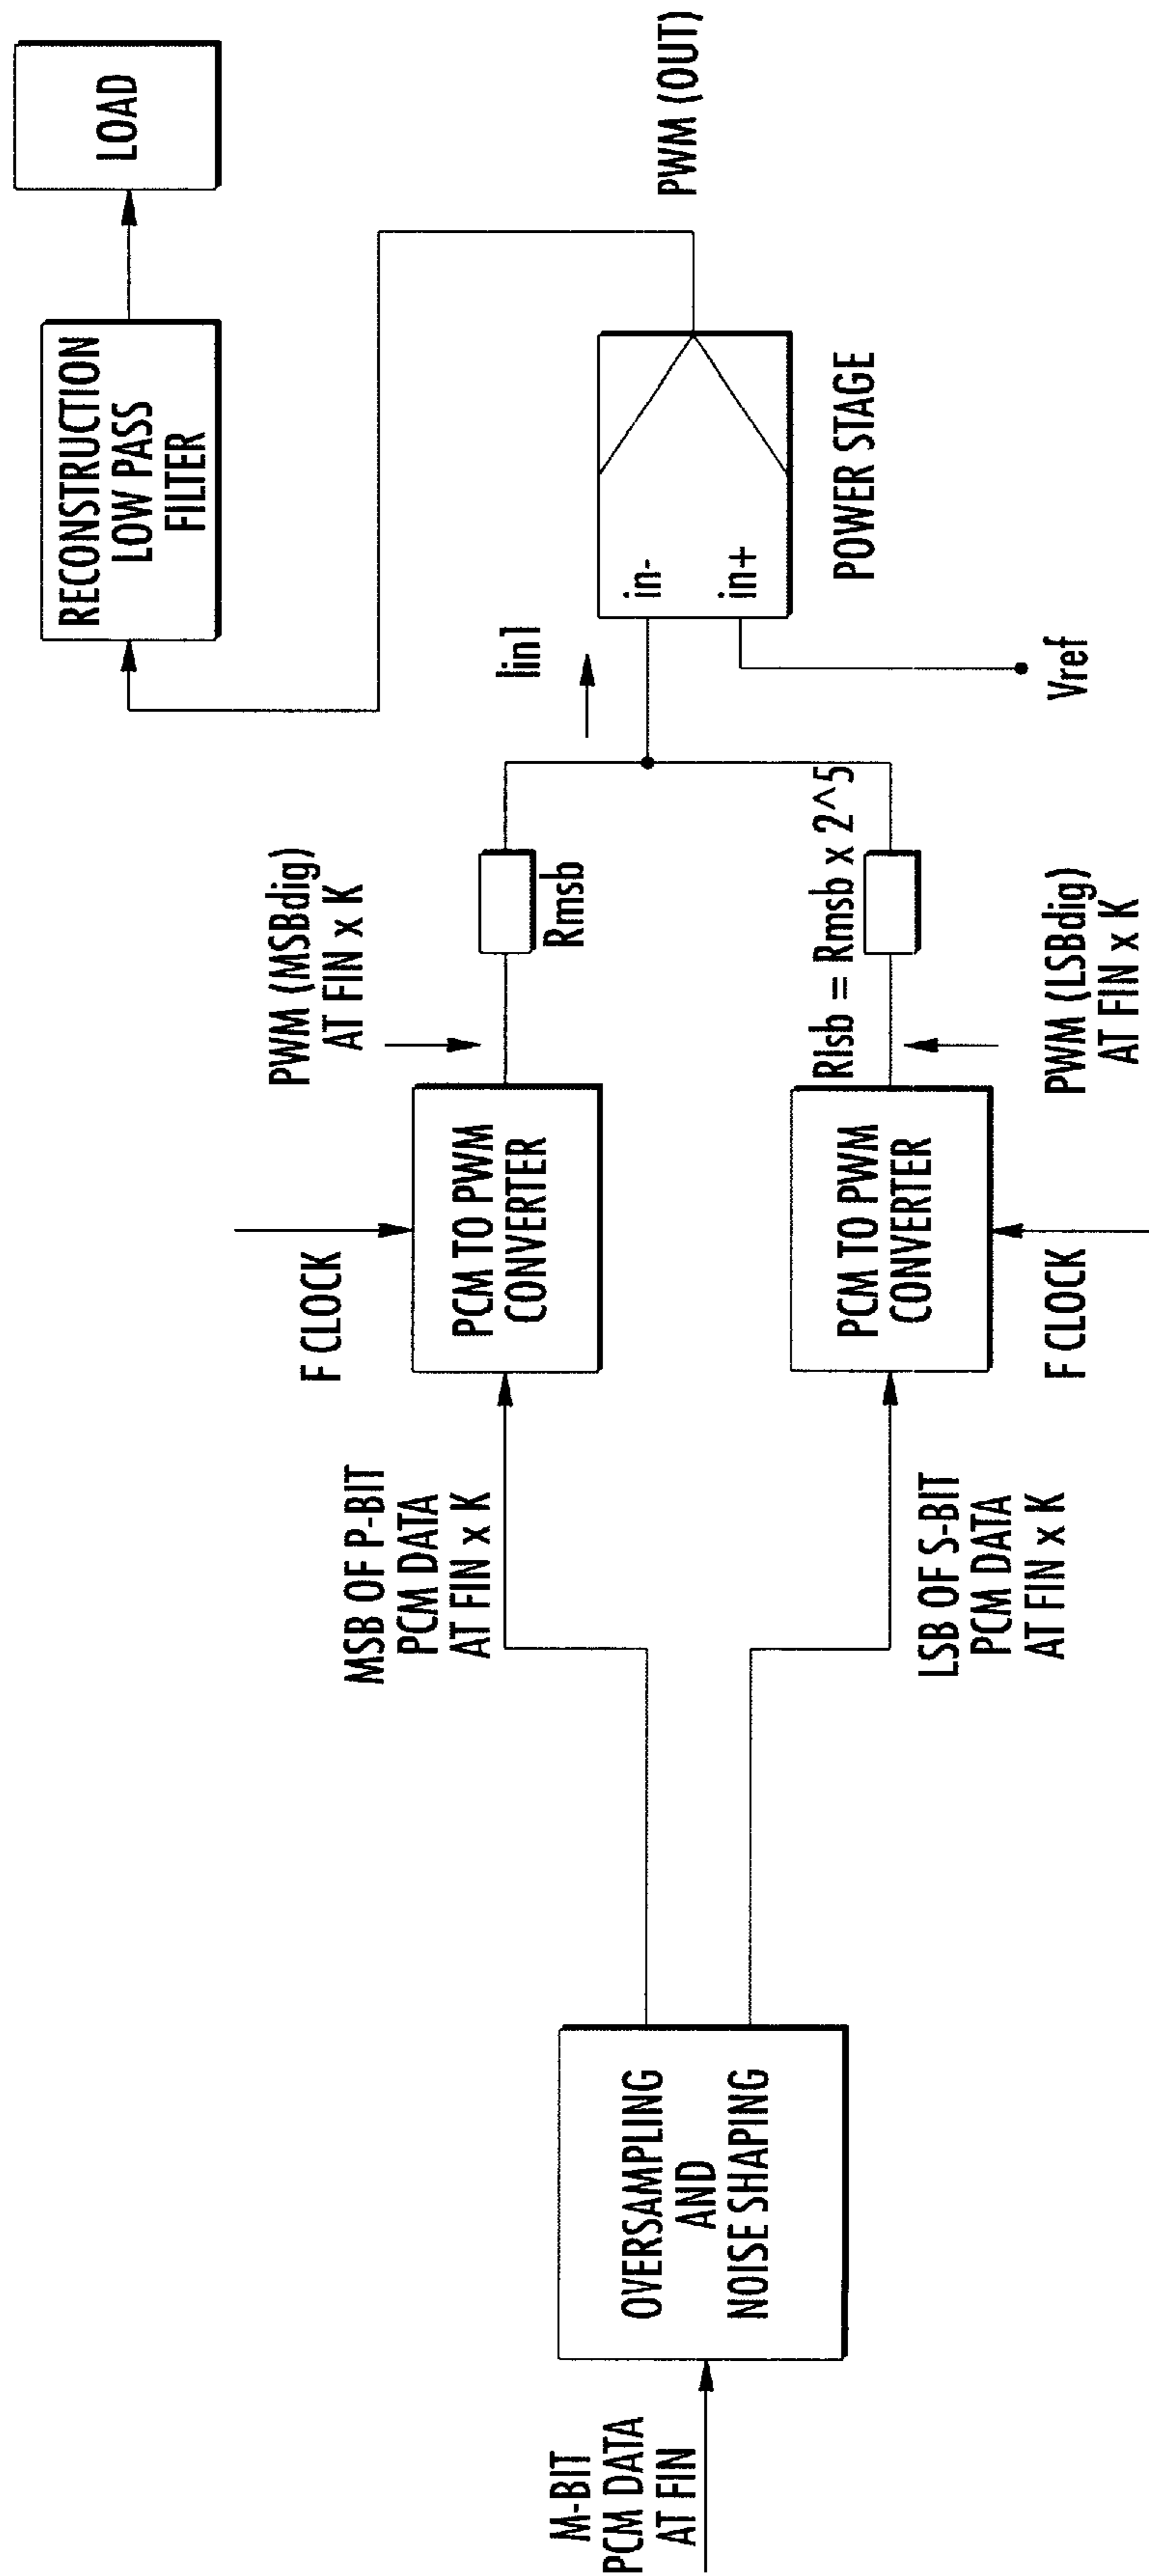 M-BIT
PCM DATA
AT FIN
OVERSAMPLING
AND
NOISE SHAPING
MSB OF P-BIT
PCM DATA
AT FIN x K
LSB OF S-BIT
PCM DATA
AT FIN x K
F CLOCK
PCM TO PWM
CONVERTER
F CLOCK
PCM TO PWM
CONVERTER
PWM (MSBdig)
AT FIN x K
Rmsb
Rlsb = Rmsb x 2^5
PWM (LSBdig)
AT FIN x K
Iin1
Vref
in-
in+
POWER STAGE
PWM (OUT)
RECONSTRUCTION
LOW PASS
FILTER
LOAD